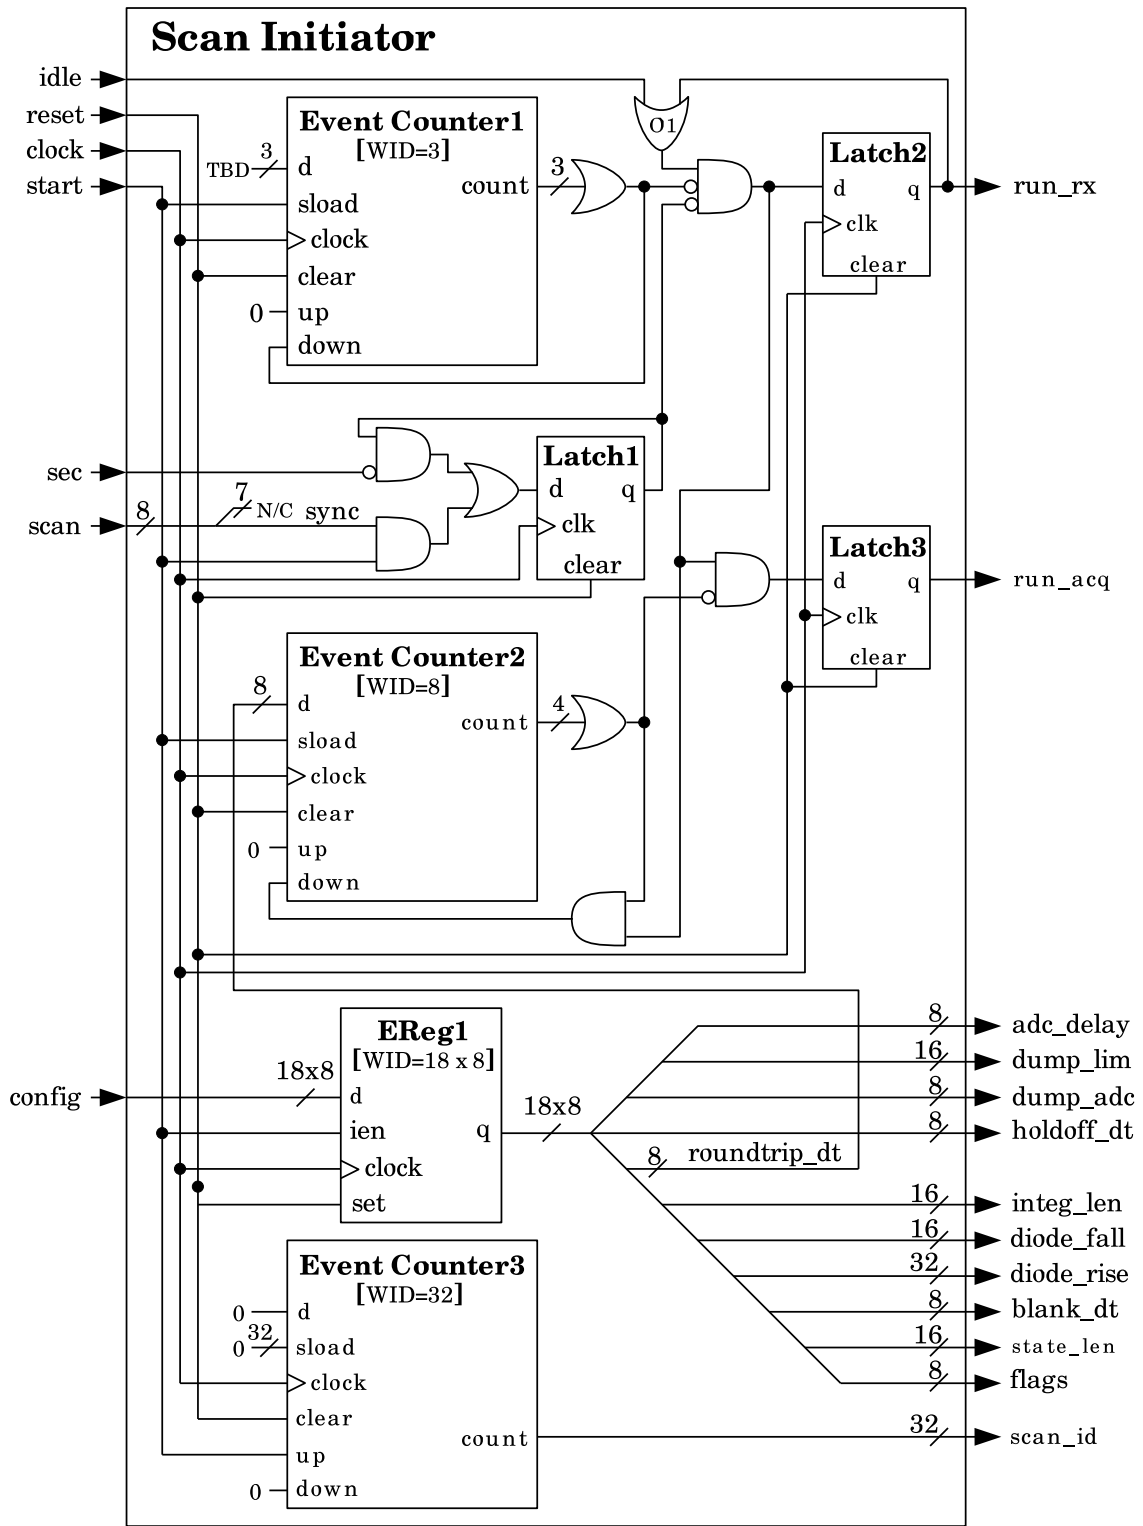 Scan Initiator
idle
reset
clock
start
O1
Event Counter1
[WID=3]
TBD
3
d
sload
clock
clear
0
up
down
count
3
Latch2
d
q
clk
clear
run_rx
sec
scan
8
7
N/C
sync
Latch1
d
q
clk
clear
Latch3
d
q
clk
clear
run_acq
Event Counter2
[WID=8]
8
d
sload
clock
clear
0
up
down
count
4
EReg1
[WID=18 x 8]
config
18x8
d
ien
clock
set
q
18x8
8
adc_delay
16
dump_lim
8
dump_adc
8
holdoff_dt
8
roundtrip_dt
16
integ_len
16
diode_fall
32
diode_rise
8
blank_dt
16
state_len
8
flags
Event Counter3
[WID=32]
0
d
0
32
sload
clock
clear
up
0
down
count
32
scan_id